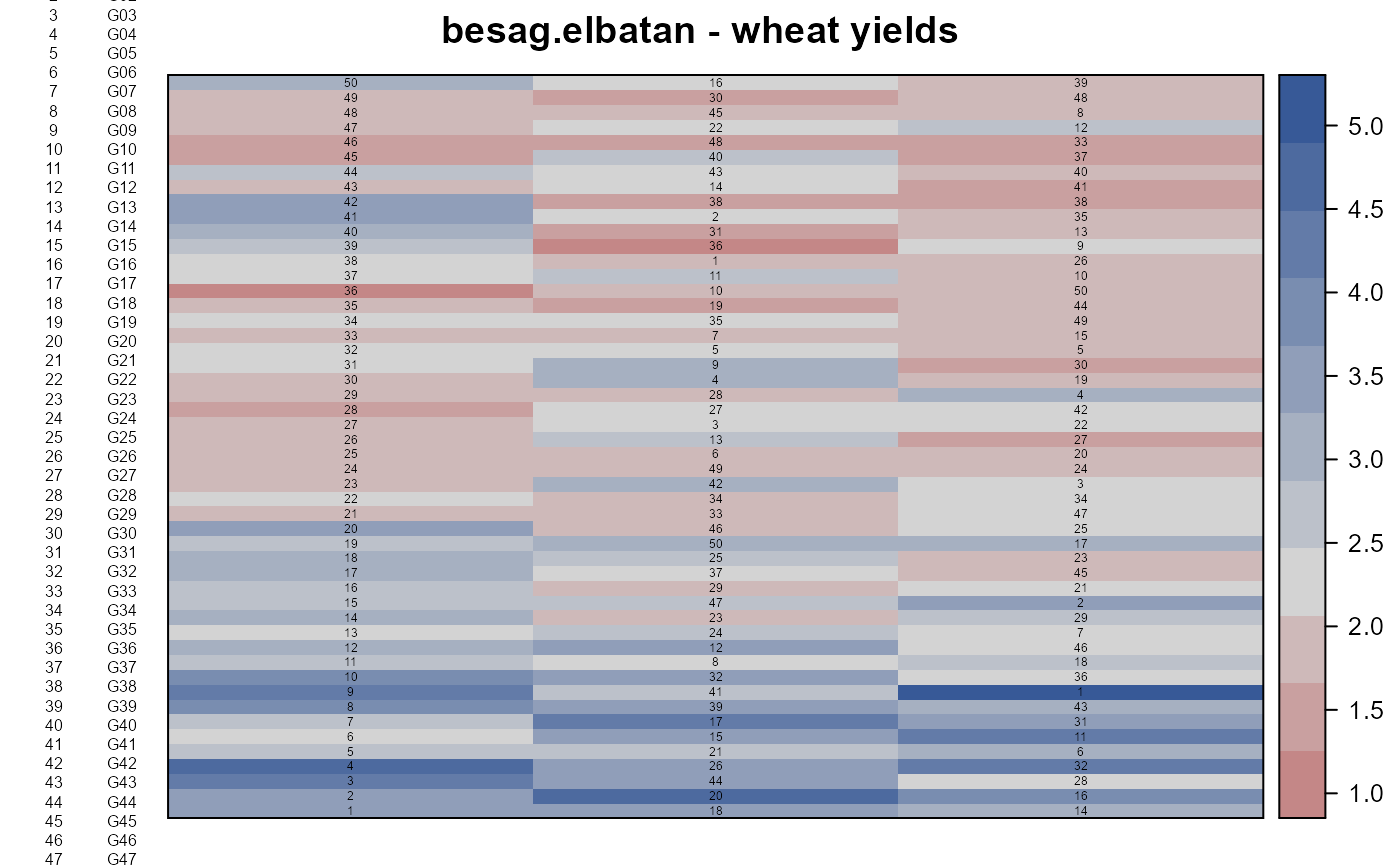 besag.elbatan - wheat yields
3 G03
4 G04
5 G05
6 G06
7 G07
8 G08
9 G09
10 G10
11 G11
12 G12
13 G13
14 G14
15 G15
16 G16
17 G17
18 G18
19 G19
20 G20
21 G21
22 G22
23 G23
24 G24
25 G25
26 G26
27 G27
28 G28
29 G29
30 G30
31 G31
32 G32
33 G33
34 G34
35 G35
36 G36
37 G37
38 G38
39 G39
40 G40
41 G41
42 G42
43 G43
44 G44
45 G45
46 G46
47 G47
50 16 39
49 30 48
48 45 8
47 22 12
46 48 33
45 40 37
44 43 40
43 14 41
42 38 38
41 2 35
40 31 13
39 36 9
38 1 26
37 11 10
36 10 50
35 19 44
34 35 49
33 7 15
32 5 5
31 9 30
30 4 19
29 28 4
28 27 42
27 3 22
26 13 27
25 6 20
24 49 24
23 42 3
22 34 34
21 33 47
20 46 25
19 50 17
18 25 23
17 37 45
16 29 21
15 47 2
14 23 29
13 24 7
12 12 46
11 8 18
10 32 36
9 41 1
8 39 43
7 17 31
6 15 11
5 21 6
4 26 32
3 44 28
2 20 16
1 18 14
5.0
4.5
4.0
3.5
3.0
2.5
2.0
1.5
1.0